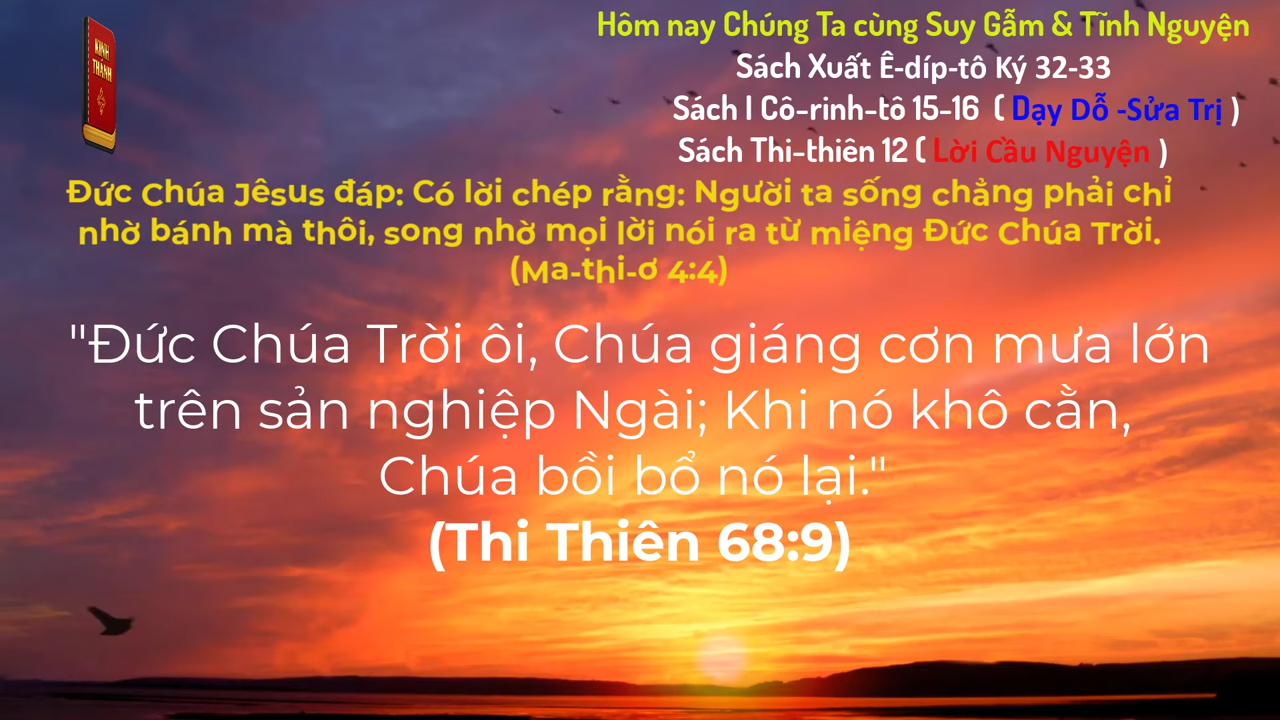 KINH
THÁNH
Hôm nay Chúng Ta cùng Suy Gẫm & Tĩnh Nguyện
Sách Xuất Ê-díp-tô Ký 32-33
Sách I Cô-rinh-tô 15-16 ( Dạy Dỗ -Sửa Trị )
Sách Thi-thiên 12 ( Lời Cầu Nguyện )
Đức Chúa Jêsus đáp: Có lời chép rằng: Người ta sống chẳng phải chỉ
nhờ bánh mà thôi, song nhờ mọi lời nói ra từ miệng Đức Chúa Trời.
(Ma-thi-ơ 4:4)
"Đức Chúa Trời ôi, Chúa giáng cơn mưa lớn
trên sản nghiệp Ngài; Khi nó khô cằn,
Chúa bồi bổ nó lại."
(Thi Thiên 68:9)